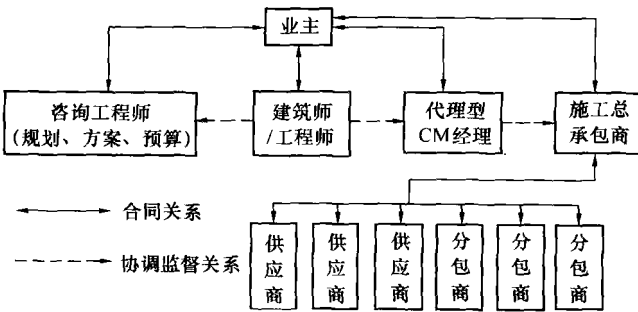 业主
咨询工程师
(规划、方案、预算)
建筑师
/工程师
代理型
CM经理
施工总
承包商
合同关系
协调监督关系
供应商
供应商
供应商
分包商
分包商
分包商